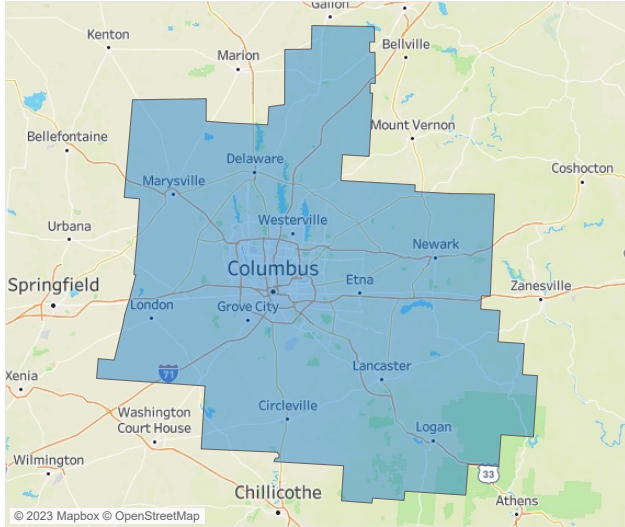 Galion
Kenton
Bellville
Marion
Mount Vernon
Bellefontaine
Delaware
Coshocton
Marysville
Westerville
Urbana
Newark
Columbus
Etna
Springfield
Zanesville
London
Grove City
Lancaster
71
Xenia
Circleville
Washington
Court House
Logan
Wilmington
33
Chillicothe
Athens
© 2023 Mapbox © OpenStreetMap